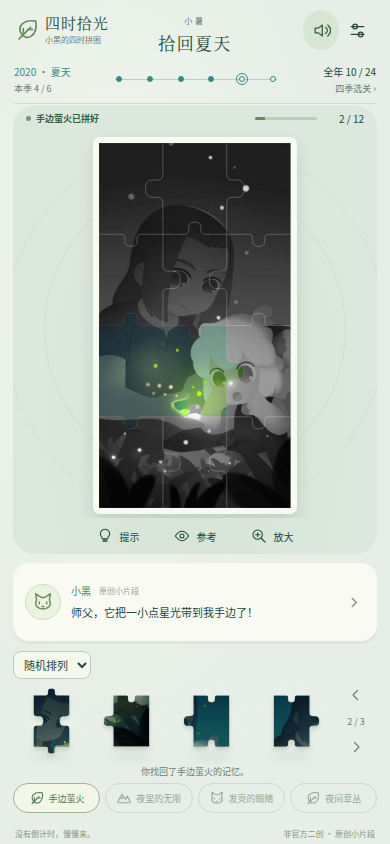 四时拾光
小黑的四时拼图
小暑
拾回夏天
2020 · 夏天
本季 4 / 6
全年 10 / 24
四季选关 ›
手边萤火已拼好
2 / 12
提示
参考
放大
小黑 原创小片段
师父，它把一小点星光带到我手边了！
随机排列
2 / 3
你找回了手边萤火的记忆。
手边萤火
夜里的无限
发亮的眼睛
夜间草丛
没有倒计时，慢慢来。
非官方二创 · 原创小片段